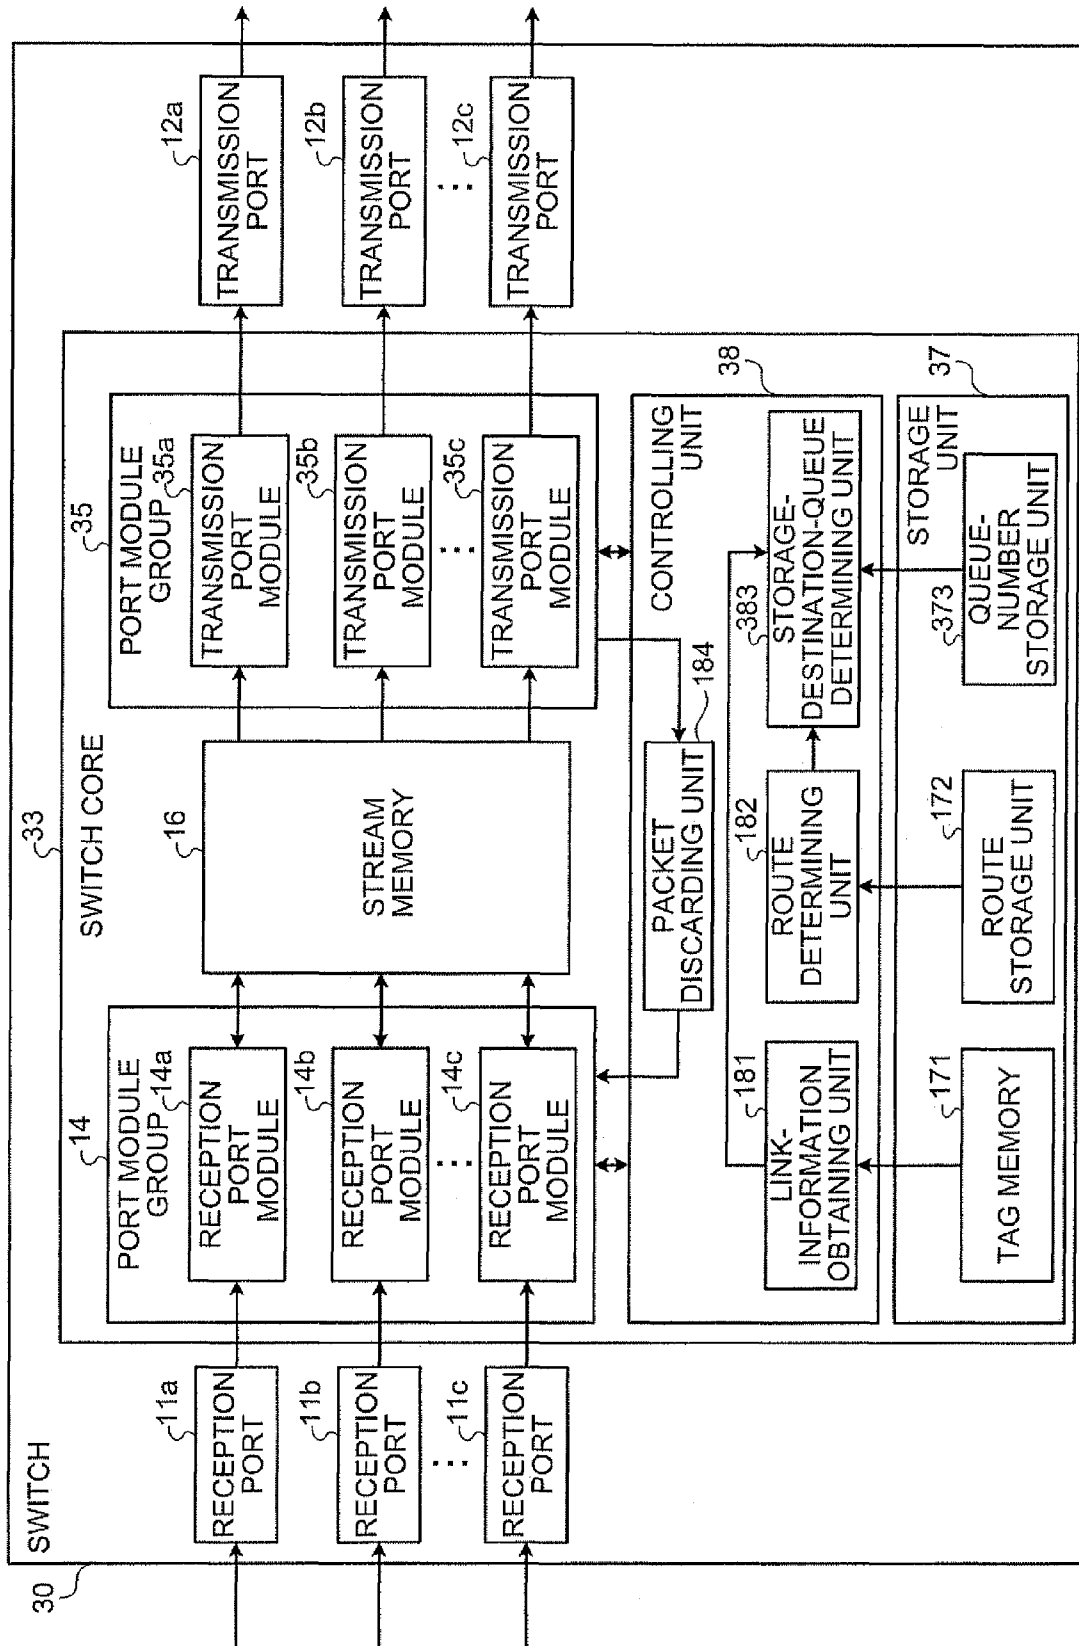 30
SWITCH
33
SWITCH CORE
11a
RECEPTION
PORT
11b
RECEPTION
PORT
11c
RECEPTION
PORT
14
PORT MODULE
GROUP
14a
RECEPTION
PORT
MODULE
14b
RECEPTION
PORT
MODULE
14c
RECEPTION
PORT
MODULE
16
STREAM
MEMORY
35
PORT MODULE
GROUP
35a
TRANSMISSION
PORT
MODULE
35b
TRANSMISSION
PORT
MODULE
35c
TRANSMISSION
PORT
MODULE
12a
TRANSMISSION
PORT
12b
TRANSMISSION
PORT
12c
TRANSMISSION
PORT
CONTROLLING
UNIT
38
PACKET
DISCARDING UNIT
184
181
LINK-
INFORMATION
OBTAINING UNIT
182
ROUTE
DETERMINING
UNIT
383
STORAGE-
DESTINATION-QUEUE
DETERMINING UNIT
STORAGE
UNIT
37
171
TAG MEMORY
172
ROUTE
STORAGE UNIT
373
QUEUE-
NUMBER
STORAGE UNIT